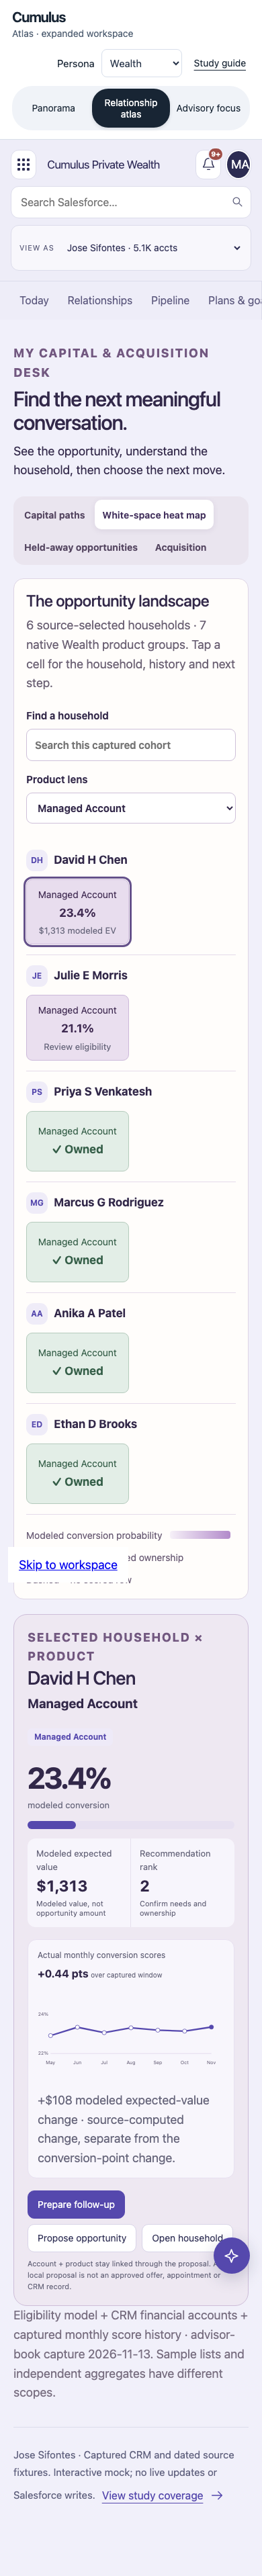 Cumulus
Atlas · expanded workspace
Persona
Wealth
Study guide
Panorama
Relationship
atlas
Advisory focus
Cumulus Private Wealth
9+
MA
Search Salesforce...
VIEW AS
Jose Sifontes · 5.1K accts
Today
Relationships
Pipeline
Plans & goa
MY CAPITAL & ACQUISITION
DESK
Find the next meaningful
conversation.
See the opportunity, understand the
household, then choose the next move.
Capital paths
White-space heat map
Held-away opportunities
Acquisition
The opportunity landscape
6 source-selected households · 7
native Wealth product groups. Tap a
cell for the household, history and next
step.
Find a household
Search this captured cohort
Product lens
Managed Account
DH
David H Chen
Managed Account
23.4%
$1,313 modeled EV
JE
Julie E Morris
Managed Account
21.1%
Review eligibility
PS
Priya S Venkatesh
Managed Account
✓ Owned
MG
Marcus G Rodriguez
Managed Account
✓ Owned
AA
Anika A Patel
Managed Account
✓ Owned
ED
Ethan D Brooks
Managed Account
✓ Owned
Modeled conversion probability
ed ownership
Skip to workspace
SELECTED HOUSEHOLD ×
PRODUCT
David H Chen
Managed Account
Managed Account
23.4%
modeled conversion
Modeled expected
value
$1,313
Modeled value, not
opportunity amount
Recommendation
rank
2
Confirm needs and
ownership
Actual monthly conversion scores
+0.44 pts over captured window
24%
22%
May
Jun
Jul
Aug
Sep
Oct
Nov
+$108 modeled expected-value
change · source-computed
change, separate from the
conversion-point change.
Prepare follow-up
Propose opportunity
Open household
Account + product stay linked through the proposal.
local proposal is not an approved offer, appointment or
CRM record.
Eligibility model + CRM financial accounts +
captured monthly score history · advisor-
book capture 2026-11-13. Sample lists and
independent aggregates have different
scopes.
Jose Sifontes · Captured CRM and dated source
fixtures. Interactive mock; no live updates or
Salesforce writes. View study coverage →